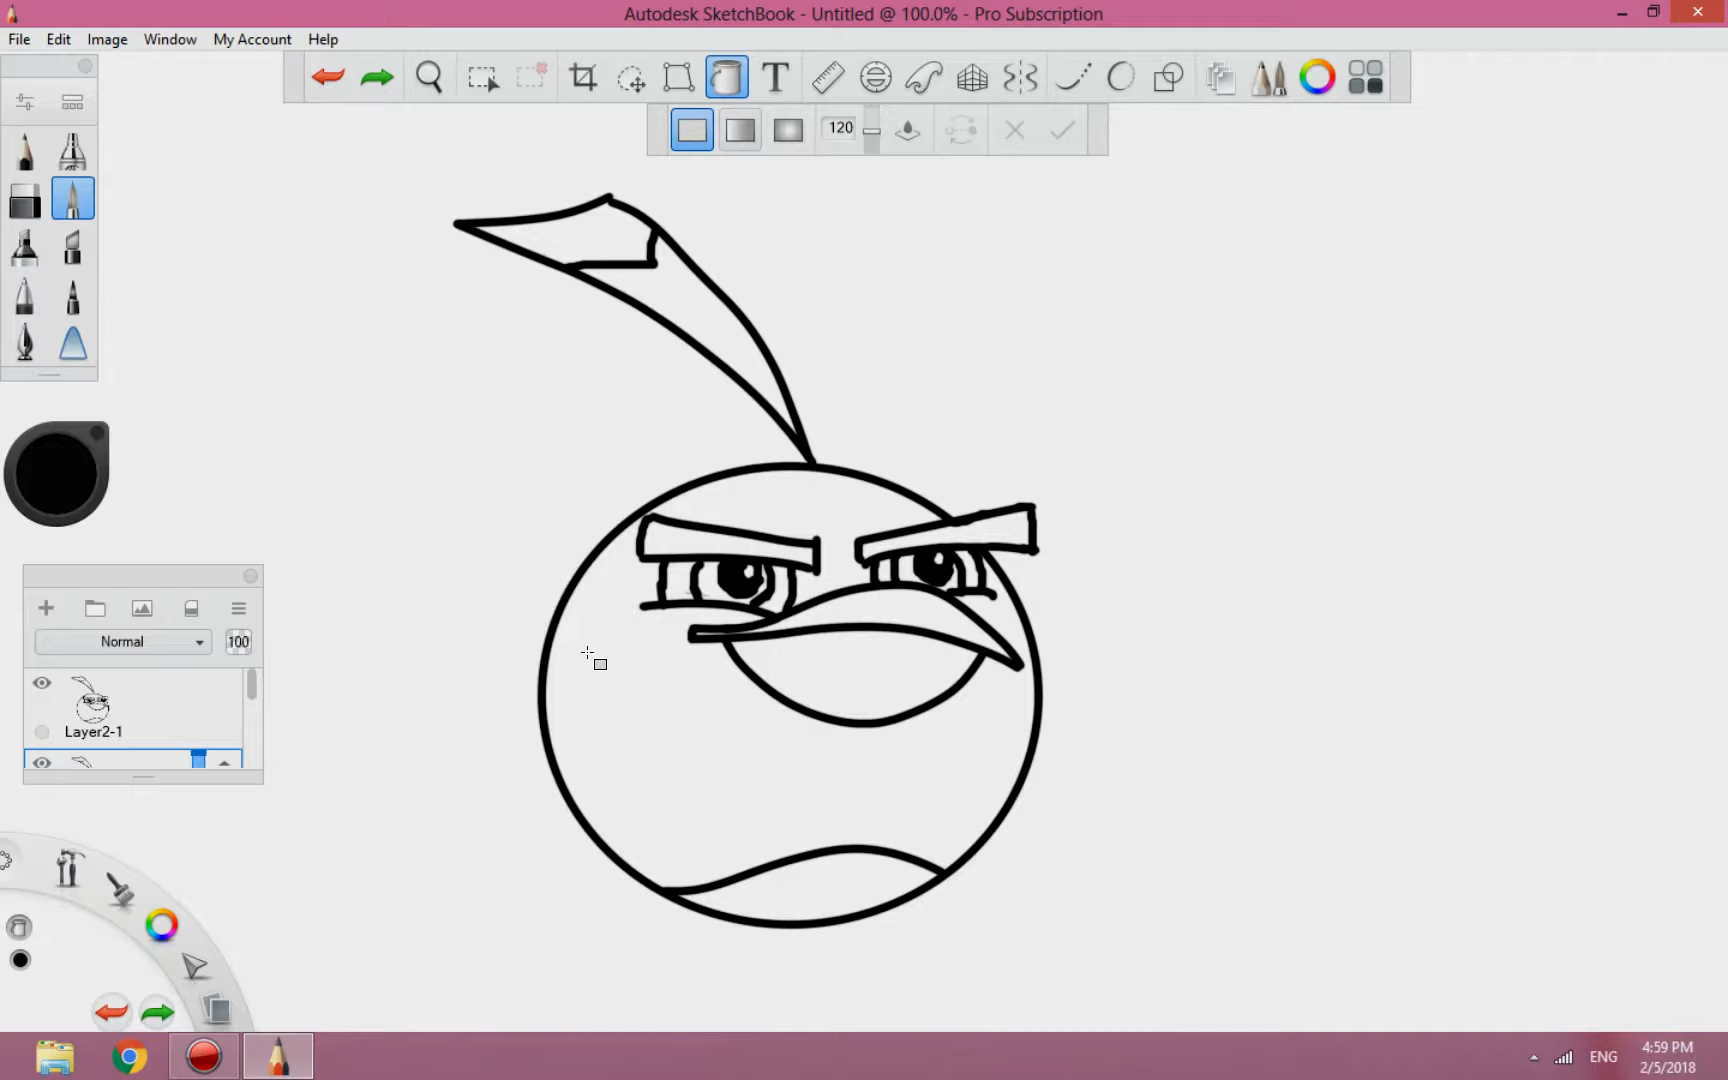 Autodesk SketchBook - Untitled @ 100.0% - Pro Subscription
File Edit Image Window My Account Help
T
120
Normal 100
Layer2-1
ENG
4:59 PM
2/5/2018